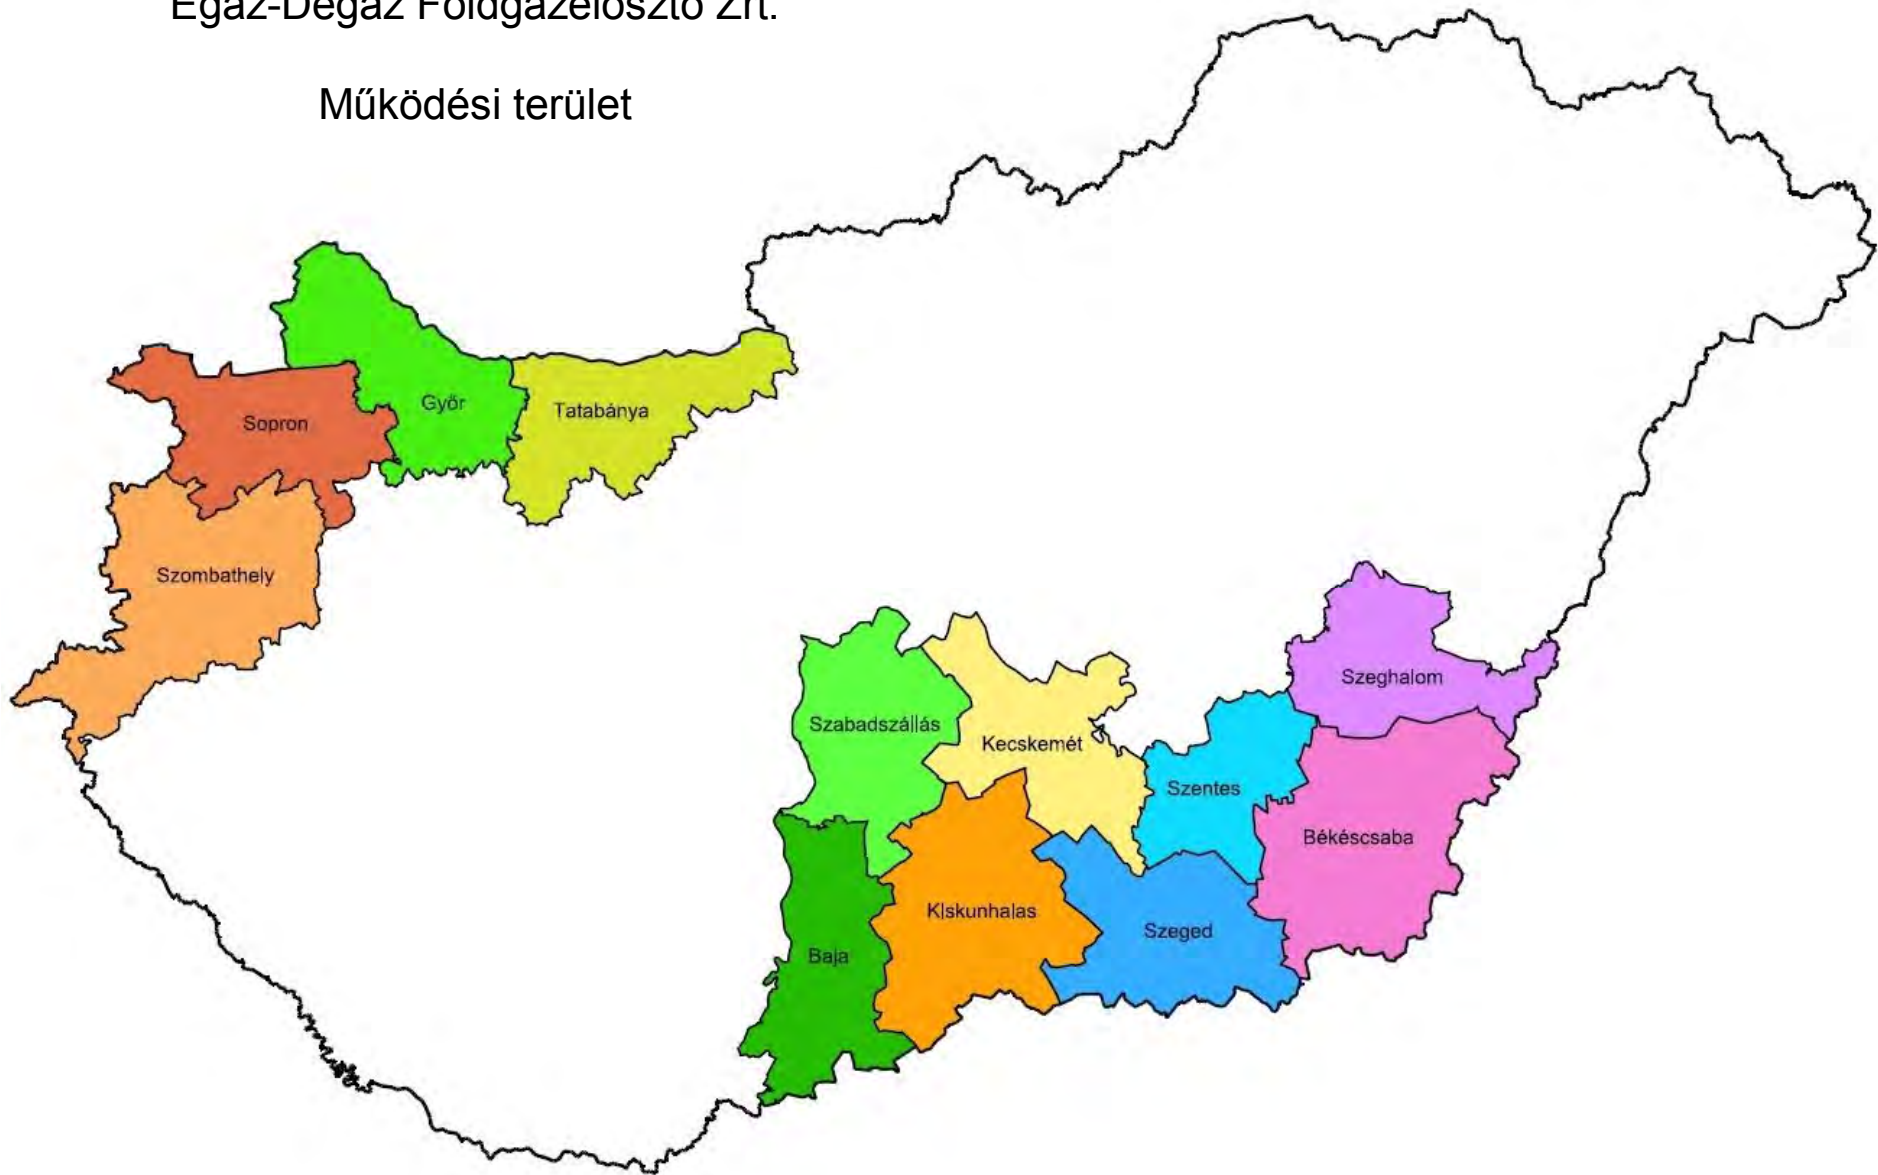 Égáz-Dégáz Földgázelosztó Zrt.
Működési terület
Győr
Tatabánya
Sopron
Szombathely
Szeghalom
Szabadszállás
Kecskemét
Szentes
Békéscsaba
Kiskunhalas
Szeged
Baja